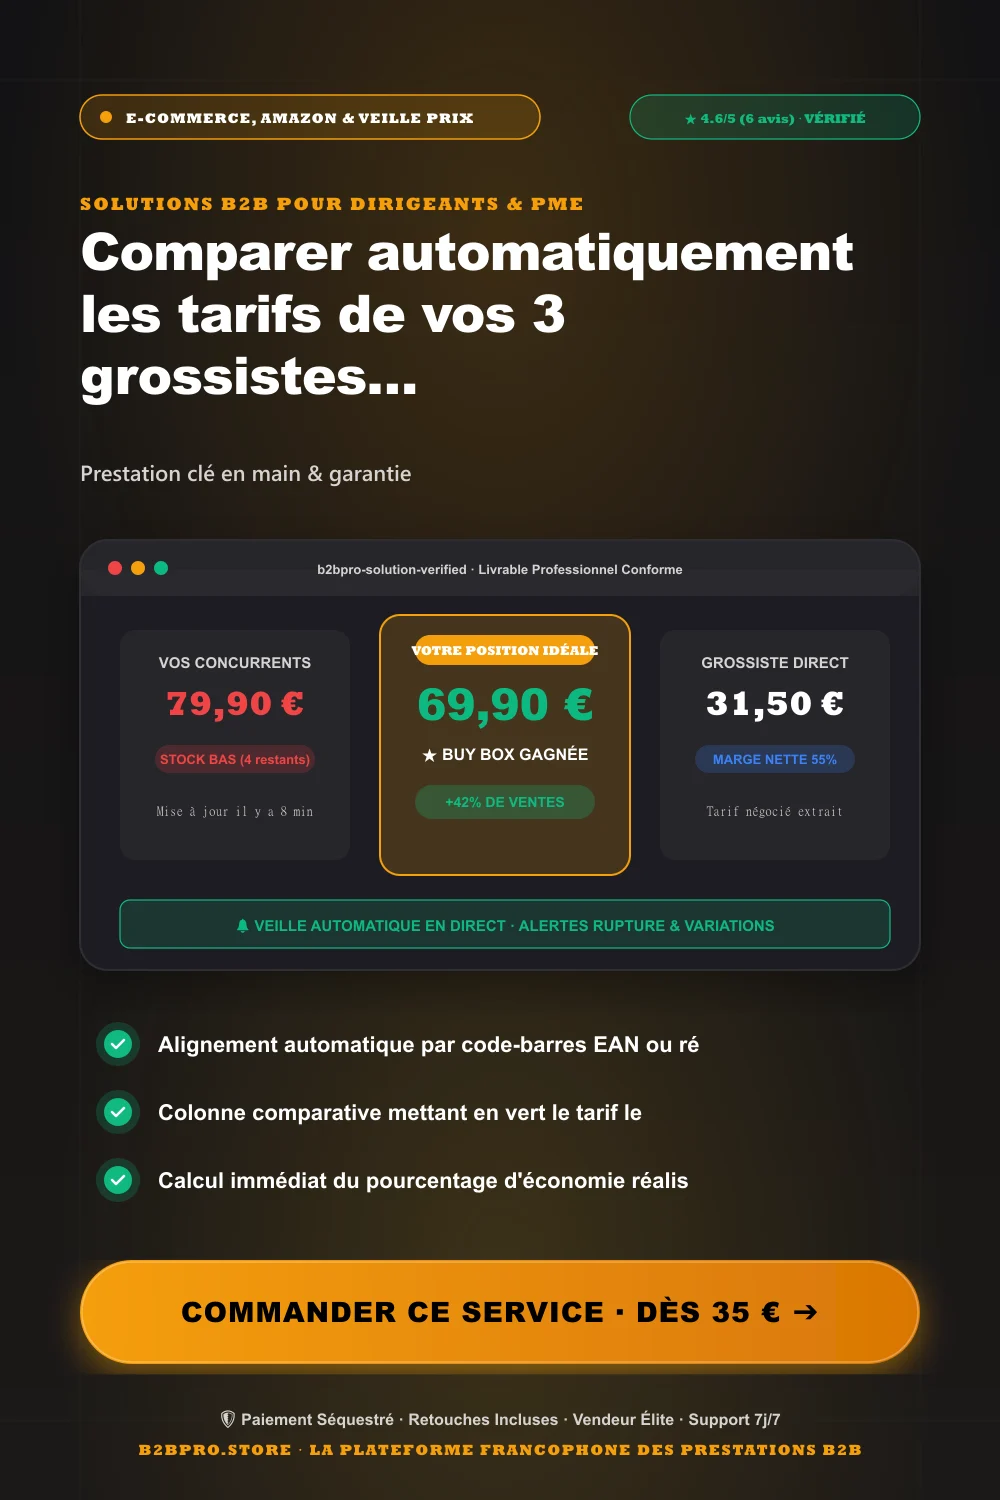 E-COMMERCE, AMAZON & VEILLE PRIX
★ 4.6/5 (6 avis) · VÉRIFIÉ
SOLUTIONS B2B POUR DIRIGEANTS & PME
Comparer automatiquement
les tarifs de vos 3
grossistes...
Prestation clé en main & garantie
b2bpro-solution-verified · Livrable Professionnel Conforme
VOS CONCURRENTS
79,90 €
STOCK BAS (4 restants)
Mise à jour il y a 8 min
VOTRE POSITION IDÉALE
69,90 €
★ BUY BOX GAGNÉE
+42% DE VENTES
GROSSISTE DIRECT
31,50 €
MARGE NETTE 55%
Tarif négocié extrait
🔔 VEILLE AUTOMATIQUE EN DIRECT · ALERTES RUPTURE & VARIATIONS
Alignement automatique par code-barres EAN ou ré
Colonne comparative mettant en vert le tarif le
Calcul immédiat du pourcentage d'économie réalis
COMMANDER CE SERVICE · DÈS 35 € ➔
🛡 Paiement Séquestré · Retouches Incluses · Vendeur Élite · Support 7j/7
B2BPRO.STORE · LA PLATEFORME FRANCOPHONE DES PRESTATIONS B2B